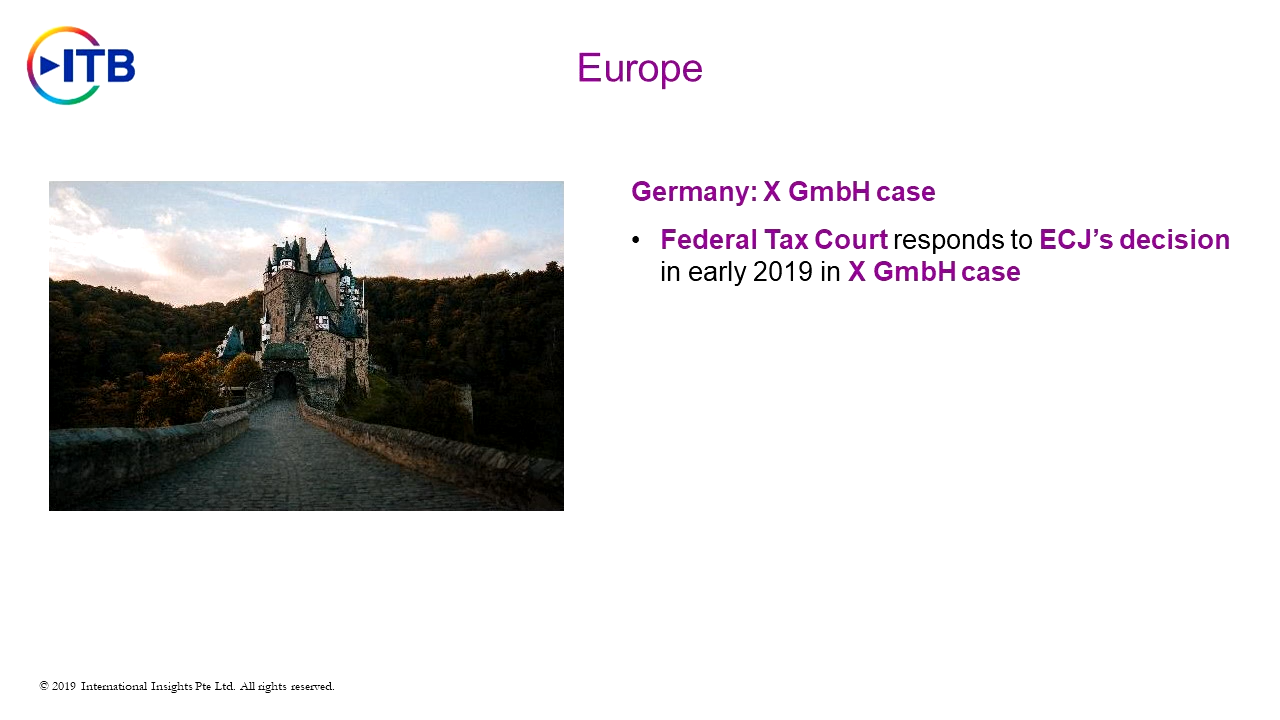 ITB
Europe
Germany: X GmbH case
• Federal Tax Court responds to ECJ’s decision
in early 2019 in X GmbH case
© 2019 International Insights Pte Ltd. All rights reserved.